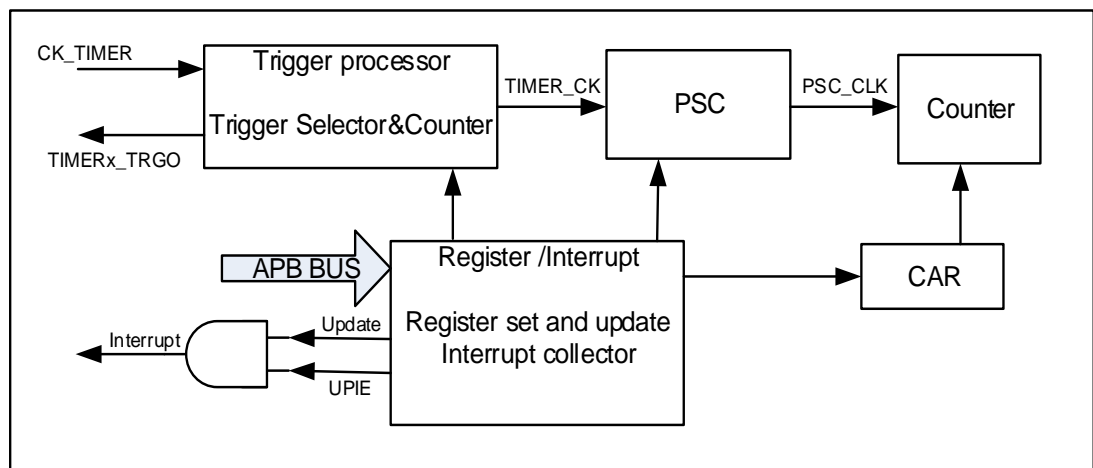 CK_TIMER
TIMERx_TRGO
Trigger processor
Trigger Selector&Counter
TIMER_CK
PSC
PSC_CLK
Counter
APB BUS
Register /Interrupt
Register set and update
Interrupt collector
CAR
Interrupt
Update
UPIE